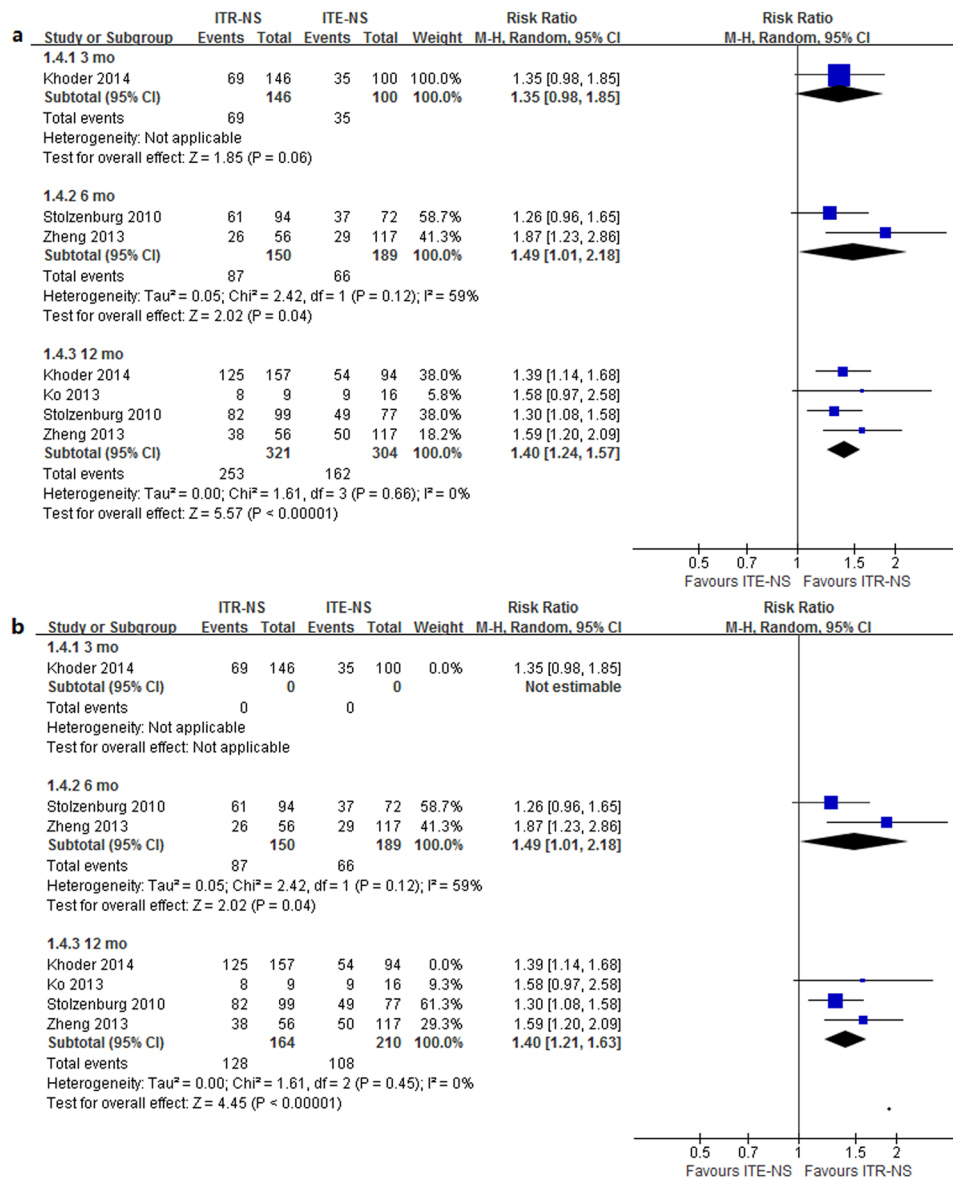 a
ITR-NS ITE-NS Risk Ratio Risk Ratio
Study or Subgroup Events Total Events Total Weight M-H, Random, 95% CI M-H, Random, 95% CI
1.4.1 3 mo
Khoder 2014 69 146 35 100 100.0% 1.35 [0.98, 1.85]
Subtotal (95% CI) 146 100 100.0% 1.35 [0.98, 1.85]
Total events 69 35
Heterogeneity: Not applicable
Test for overall effect: Z = 1.85 (P = 0.06)
1.4.2 6 mo
Stolzenburg 2010 61 94 37 72 58.7% 1.26 [0.96, 1.65]
Zheng 2013 26 56 29 117 41.3% 1.87 [1.23, 2.86]
Subtotal (95% CI) 150 189 100.0% 1.49 [1.01, 2.18]
Total events 87 66
Heterogeneity: Tau² = 0.05; Chi² = 2.42, df = 1 (P = 0.12); I² = 59%
Test for overall effect: Z = 2.02 (P = 0.04)
1.4.3 12 mo
Khoder 2014 125 157 54 94 38.0% 1.39 [1.14, 1.68]
Ko 2013 8 9 9 16 5.8% 1.58 [0.97, 2.58]
Stolzenburg 2010 82 99 49 77 38.0% 1.30 [1.08, 1.58]
Zheng 2013 38 56 50 117 18.2% 1.59 [1.20, 2.09]
Subtotal (95% CI) 321 304 100.0% 1.40 [1.24, 1.57]
Total events 253 162
Heterogeneity: Tau² = 0.00; Chi² = 1.61, df = 3 (P = 0.66); I² = 0%
Test for overall effect: Z = 5.57 (P < 0.00001)
0.5 0.7 1 1.5 2
Favours ITE-NS Favours ITR-NS
b
ITR-NS ITE-NS Risk Ratio Risk Ratio
Study or Subgroup Events Total Events Total Weight M-H, Random, 95% CI M-H, Random, 95% CI
1.4.1 3 mo
Khoder 2014 69 146 35 100 0.0% 1.35 [0.98, 1.85]
Subtotal (95% CI) 0 0 Not estimable
Total events 0 0
Heterogeneity: Not applicable
Test for overall effect: Not applicable
1.4.2 6 mo
Stolzenburg 2010 61 94 37 72 58.7% 1.26 [0.96, 1.65]
Zheng 2013 26 56 29 117 41.3% 1.87 [1.23, 2.86]
Subtotal (95% CI) 150 189 100.0% 1.49 [1.01, 2.18]
Total events 87 66
Heterogeneity: Tau² = 0.05; Chi² = 2.42, df = 1 (P = 0.12); I² = 59%
Test for overall effect: Z = 2.02 (P = 0.04)
1.4.3 12 mo
Khoder 2014 125 157 54 94 0.0% 1.39 [1.14, 1.68]
Ko 2013 8 9 9 16 9.3% 1.58 [0.97, 2.58]
Stolzenburg 2010 82 99 49 77 61.3% 1.30 [1.08, 1.58]
Zheng 2013 38 56 50 117 29.3% 1.59 [1.20, 2.09]
Subtotal (95% CI) 164 210 100.0% 1.40 [1.21, 1.63]
Total events 128 108
Heterogeneity: Tau² = 0.00; Chi² = 1.61, df = 2 (P = 0.45); I² = 0%
Test for overall effect: Z = 4.45 (P < 0.00001)
0.5 0.7 1 1.5 2
Favours ITE-NS Favours ITR-NS